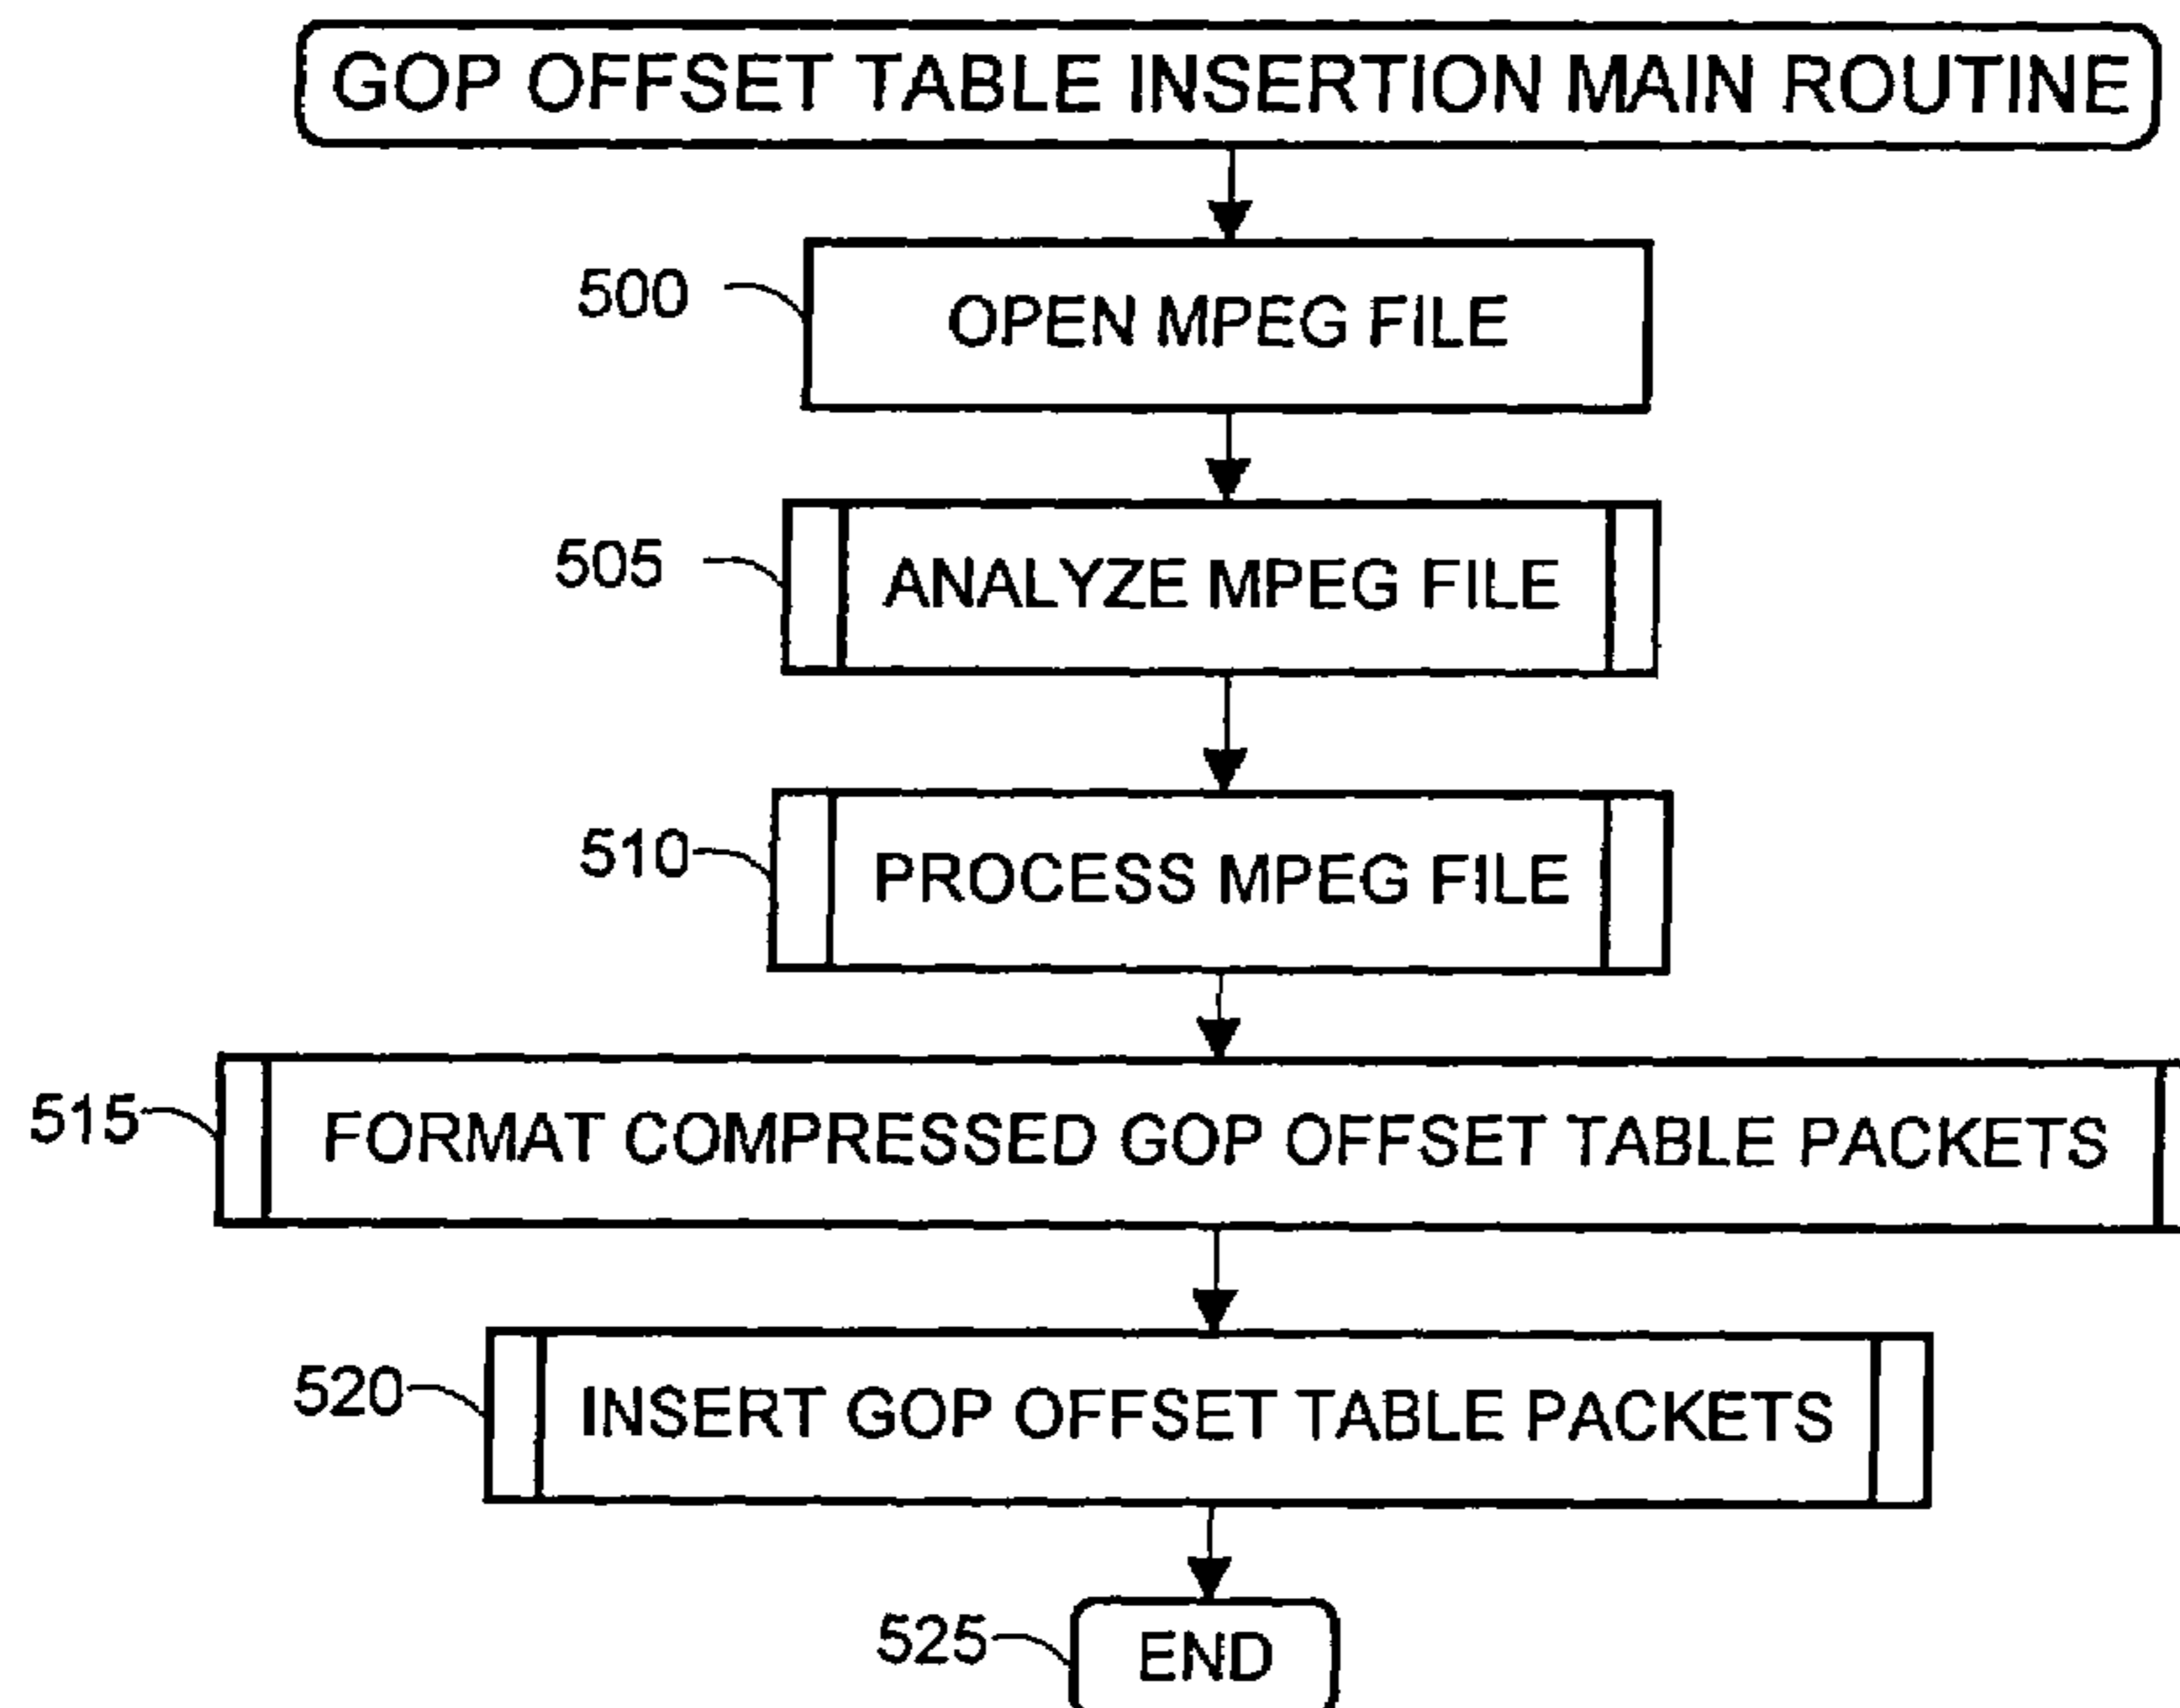 GOP OFFSET TABLE INSERTION MAIN ROUTINE
500
OPEN MPEG FILE
505
ANALYZE MPEG FILE
510
PROCESS MPEG FILE
515
FORMAT COMPRESSED GOP OFFSET TABLE PACKETS
520
INSERT GOP OFFSET TABLE PACKETS
525
END